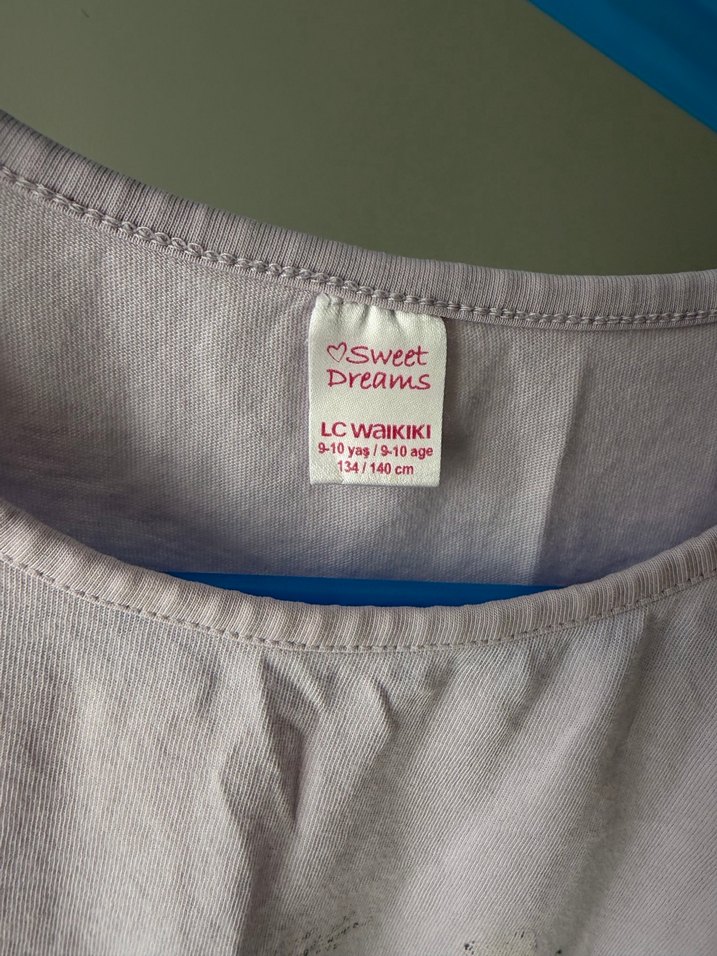 ♡Sweet
Dreams
LC WAIKIKI
9-10 yaş / 9-10 age
134 / 140 cm